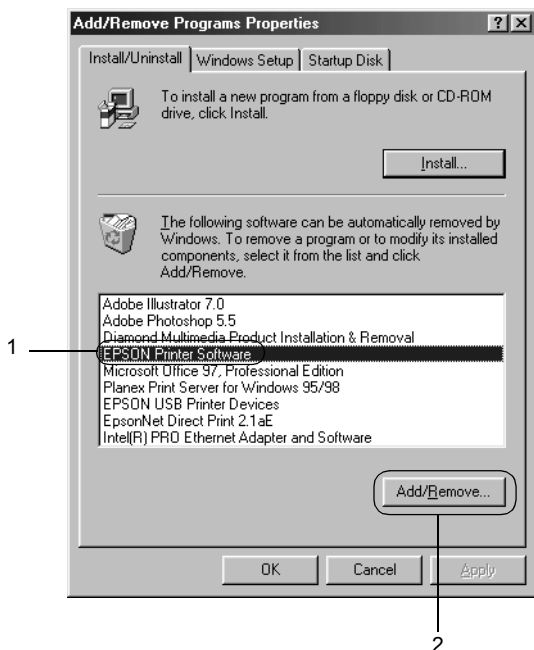 Add/Remove Programs Properties
Install/Uninstall
Windows Setup
Startup Disk
To install a new program from a floppy disk or CD-ROM
drive, click Install.
Install...
The following software can be automatically removed by
Windows. To remove a program or to modify its installed
components, select it from the list and click
Add/Remove.
Adobe Illustrator 7.0
Adobe Photoshop 5.5
Diamond Multimedia Product Installation & Removal
1
EPSON Printer Software
Microsoft Office 97, Professional Edition
Planex Print Server for Windows 95/98
EPSON USB Printer Devices
EpsonNet Direct Print 2.1aE
Intel(R) PRO Ethernet Adapter and Software
Add/Remove...
OK
Cancel
Apply
2